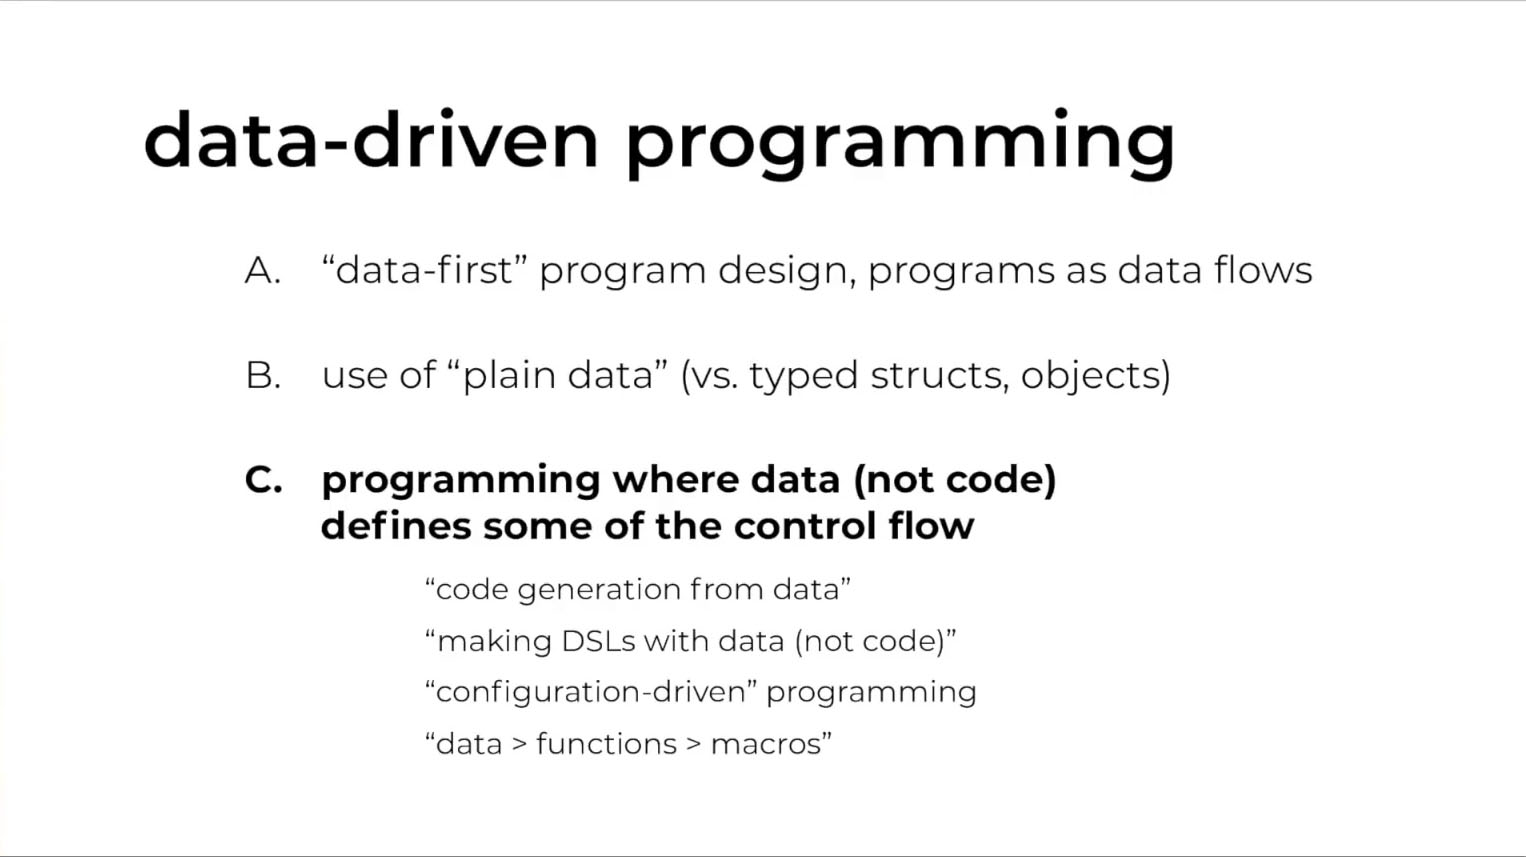 data-driven programming
A. “data-first” program design, programs as data flows
B. use of “plain data” (vs. typed structs, objects)
C. programming where data (not code)
defines some of the control flow
“code generation from data”
“making DSLs with data (not code)”
“configuration-driven” programming
“data > functions > macros”